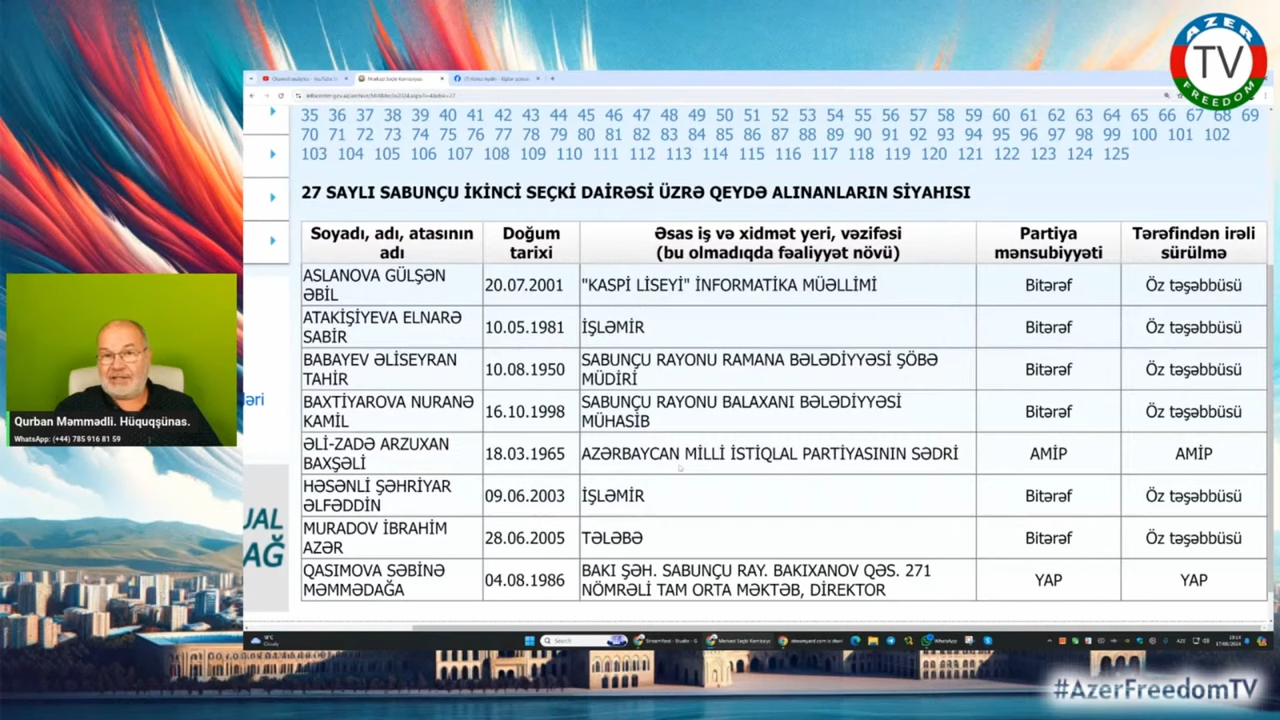 AZER
TV
FREEDOM
35 36 37 38 39 40 41 42 43 44 45 46 47 48 49 50 51 52 53 54 55 56 57 58 59 60 61 62 63 64 65 66 67 68 69
70 71 72 73 74 75 76 77 78 79 80 81 82 83 84 85 86 87 88 89 90 91 92 93 94 95 96 97 98 99 100 101 102
103 104 105 106 107 108 109 110 111 112 113 114 115 116 117 118 119 120 121 122 123 124 125
27 SAYLI SABUNÇU İKİNCİ SEÇKİ DAİRƏSİ ÜZRƏ QEYDƏ ALINANLARIN SİYAHISI
Soyadı, adı, atasının adı
Doğum tarixi
Əsas iş və xidmət yeri, vəzifəsi
(bu olmadıqda fəaliyyət növü)
Partiya mənsubiyyəti
Tərəfindən irəli sürülmə
ASLANOVA GÜLŞƏN ƏBİL 20.07.2001 "KASPİ LİSEYİ" İNFORMATİKA MÜƏLLİMİ Bitərəf Öz təşəbbüsü
ATAKİŞİYEVA ELNARƏ SABİR 10.05.1981 İŞLƏMİR Bitərəf Öz təşəbbüsü
BABAYEV ƏLİSEYRAN TAHİR 10.08.1950 SABUNÇU RAYONU RAMANA BƏLƏDİYYƏSİ ŞÖBƏ MÜDİRİ Bitərəf Öz təşəbbüsü
BAXTİYAROVA NURANƏ KAMİL 16.10.1998 SABUNÇU RAYONU BALAXANI BƏLƏDİYYƏSİ MÜHASİB Bitərəf Öz təşəbbüsü
ƏLİ-ZADƏ ARZUXAN BAXŞƏLİ 18.03.1965 AZƏRBAYCAN MİLLİ İSTİQLAL PARTİYASININ SƏDRİ AMİP AMİP
HƏSƏNLİ ŞƏHRİYAR ƏLFƏDDİN 09.06.2003 İŞLƏMİR Bitərəf Öz təşəbbüsü
MURADOV İBRAHİM AZƏR 28.06.2005 TƏLƏBƏ Bitərəf Öz təşəbbüsü
QASIMOVA SƏBİNƏ MƏMMƏDAĞA 04.08.1986 BAKI ŞƏH. SABUNÇU RAY. BAKIXANOV QƏS. 271 NÖMRƏLİ TAM ORTA MƏKTƏB, DİREKTOR YAP YAP
əri
UAL
AĞ
Qurban Məmmədli. Hüquqşünas.
WhatsApp: (+44) 785 916 81 59
Search
#AzerFreedomTV